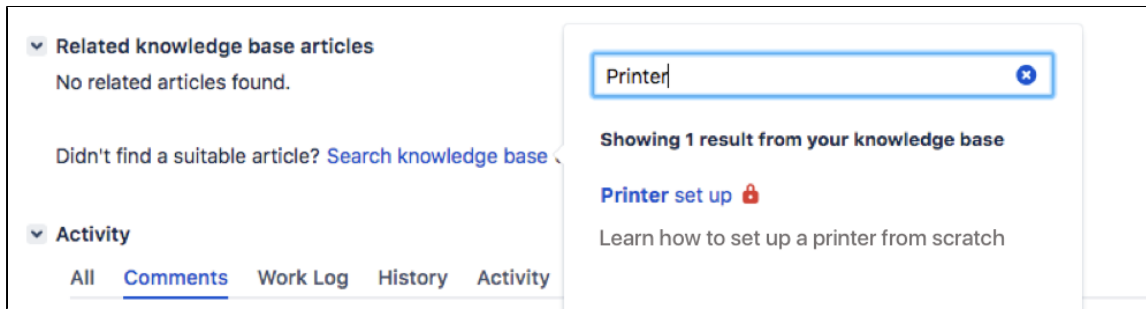 Related knowledge base articles
No related articles found.
Didn't find a suitable article? Search knowledge base
Activity
All Comments Work Log History Activity
Printer
Showing 1 result from your knowledge base
Printer set up
Learn how to set up a printer from scratch